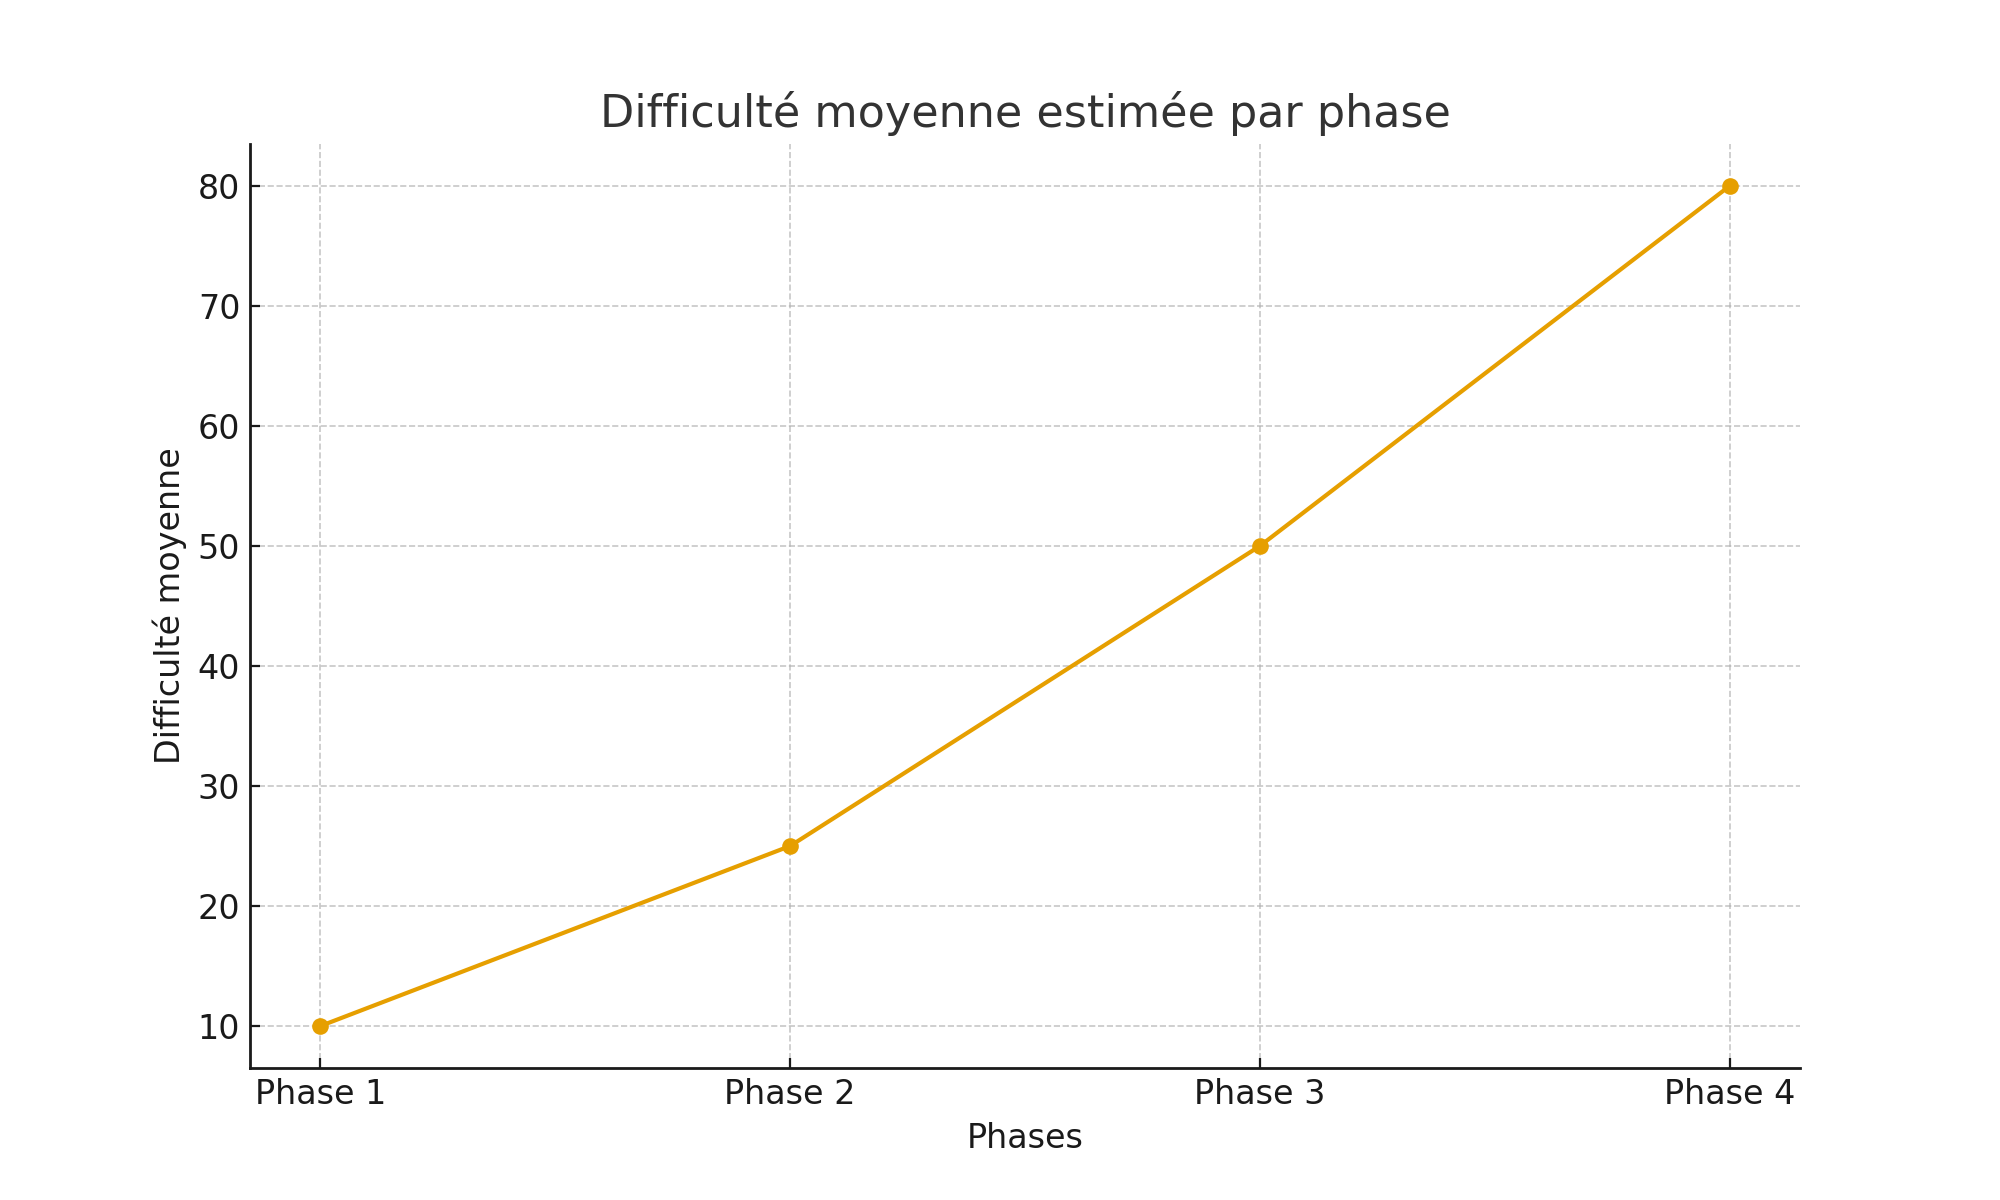 Difficulté moyenne estimée par phase
Difficulté moyenne
80
70
60
50
40
30
20
10
Phase 1
Phase 2
Phase 3
Phase 4
Phases